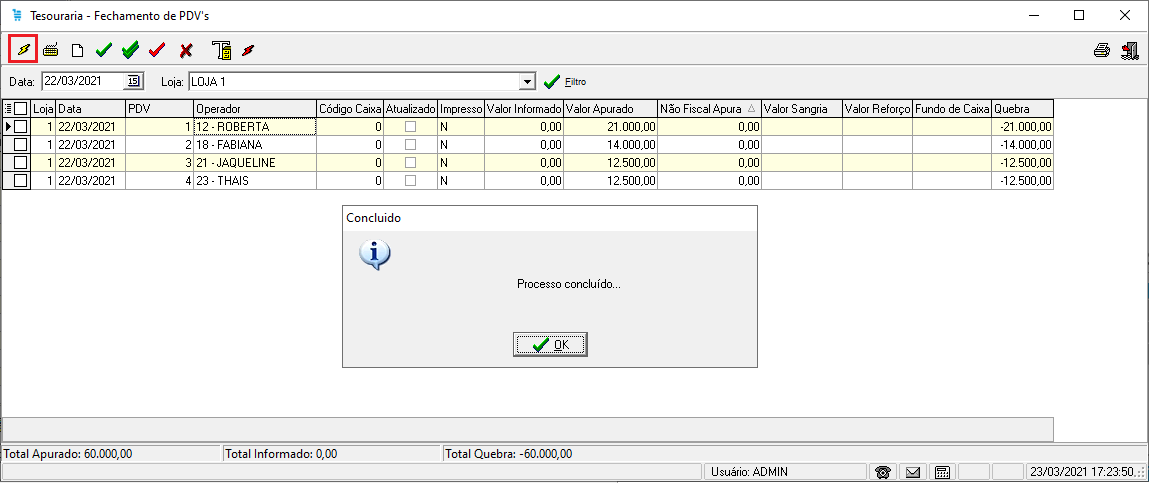 Tesouraria - Fechamento de PDV's
Data: 22/03/2021 15 Loja: LOJA 1 Filtro
Loja Data PDV Operador Código Caixa Atualizado Impresso Valor Informado Valor Apurado Não Fiscal Apura Valor Sangria Valor Reforço Fundo de Caixa Quebra
1 22/03/2021 1 12 - ROBERTA 0 N 0,00 21.000,00 0,00 -21.000,00
1 22/03/2021 2 18 - FABIANA 0 N 0,00 14.000,00 0,00 -14.000,00
1 22/03/2021 3 21 - JAQUELINE 0 N 0,00 12.500,00 0,00 -12.500,00
1 22/03/2021 4 23 - THAIS 0 N 0,00 12.500,00 0,00 -12.500,00
Concluido
Processo concluído...
OK
Total Apurado: 60.000,00 Total Informado: 0,00 Total Quebra: -60.000,00
Usuário: ADMIN 23/03/2021 17:23:50